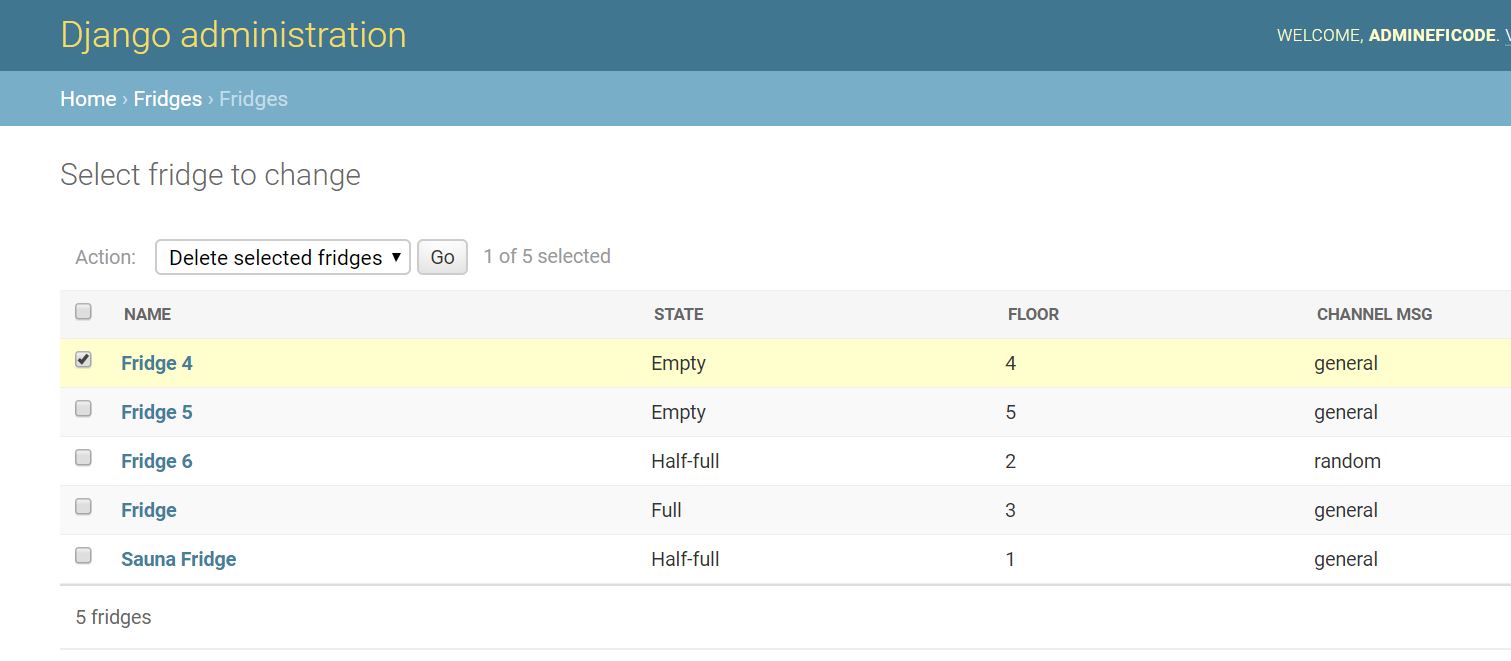 Django administration
WELCOME, ADMINEFICODE.
Home › Fridges › Fridges
Select fridge to change
Action: Delete selected fridges Go 1 of 5 selected
NAME STATE FLOOR CHANNEL MSG
Fridge 4 Empty 4 general
Fridge 5 Empty 5 general
Fridge 6 Half-full 2 random
Fridge Full 3 general
Sauna Fridge Half-full 1 general
5 fridges